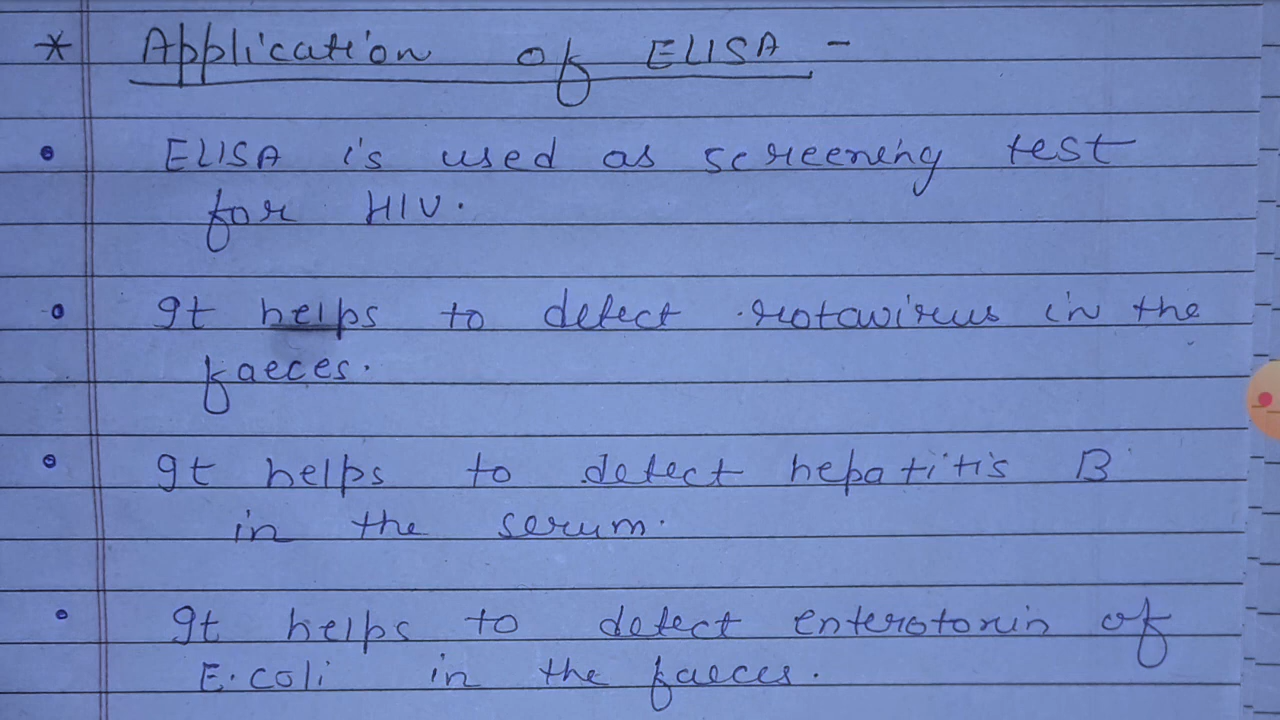 * Application of ELISA -
• ELISA is used as screening test
for HIV.
• It helps to detect rotavirus in the
faeces.
• It helps to detect hepatitis B
in the serum.
• It helps to detect enterotoxin of
E. coli in the faeces.